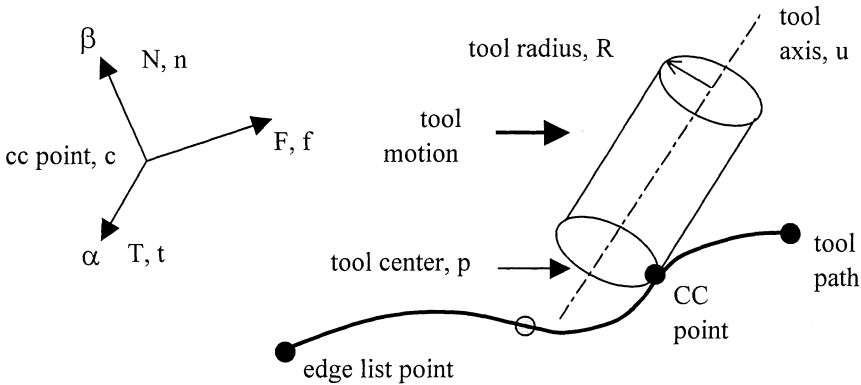 β
N, n
cc point, c
F, f
α
T, t
tool
axis, u
tool radius, R
tool
motion
tool center, p
tool
path
CC
point
edge list point